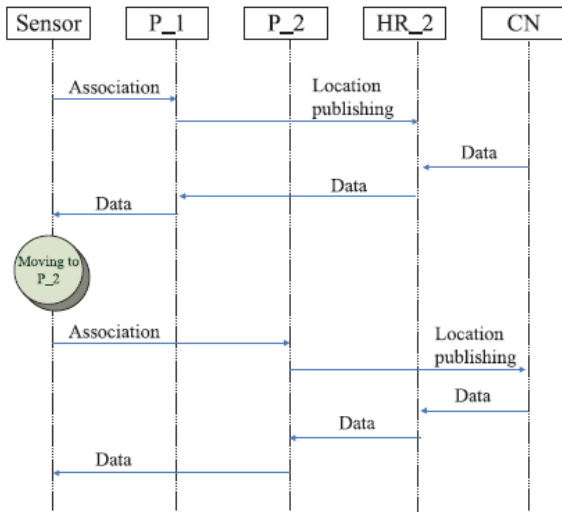 Sensor P_1 P_2 HR_2 CN
Association
Location
publishing
Data
Data
Data
Moving to
P_2
Association
Location
publishing
Data
Data
Data